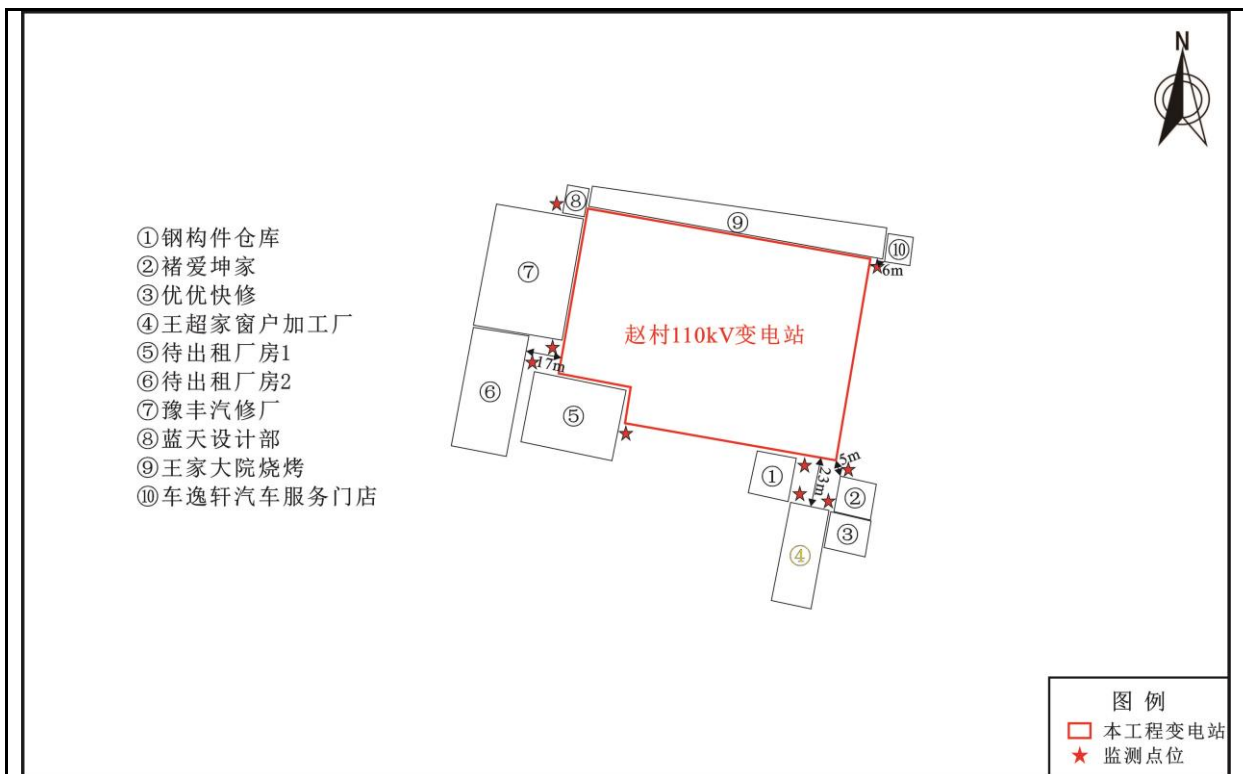 N
①钢构件仓库
②褚爱坤家
③优优快修
④王超家窗户加工厂
⑤待出租厂房1
⑥待出租厂房2
⑦豫丰汽修厂
⑧蓝天设计部
⑨王家大院烧烤
⑩车逸轩汽车服务门店
⑧
⑨
⑩
6m
⑦
赵村110kV变电站
17m
⑥
⑤
①
23m
5m
②
③
④
图 例
本工程变电站
监测点位